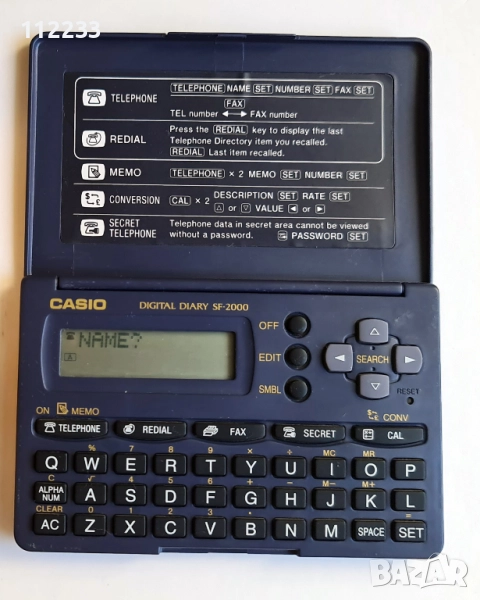 112233
TELEPHONE TELEPHONE NAME SET NUMBER SET FAX SET
FAX
TEL number ◄─► FAX number
REDIAL Press the REDIAL key to display the last
Telephone Directory item you recalled.
REDIAL Last item recalled.
MEMO TELEPHONE × 2 MEMO SET NUMBER SET
CONVERSION CAL × 2 DESCRIPTION SET RATE SET
△ or ▽ VALUE ◄ or ►
SECRET TELEPHONE Telephone data in secret area cannot be viewed
without a password. PASSWORD SET
CASIO DIGITAL DIARY SF-2000
NAME?
A
OFF
EDIT
SMBL
SEARCH
RESET
ON MEMO $ £ CONV
TELEPHONE REDIAL FAX SECRET CAL
% 7 8 9 × ÷ MC MR
Q W E R T Y U I O P
C √ 4 5 6 + - M- M+
ALPHA NUM A S D F G H J K L
CLEAR 0 1 2 3 . =
AC Z X C V B N M SPACE SET
BAZAR